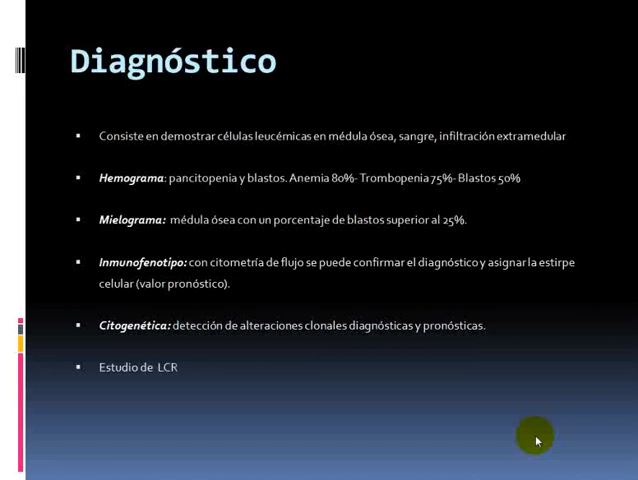 Diagnóstico
Consiste en demostrar células leucémicas en médula ósea, sangre, infiltración extramedular
Hemograma: pancitopenia y blastos. Anemia 80%- Trombopenia 75%- Blastos 50%
Mielograma: médula ósea con un porcentaje de blastos superior al 25%.
Inmunofenotipo: con citometría de flujo se puede confirmar el diagnóstico y asignar la estirpe
celular (valor pronóstico).
Citogenética: detección de alteraciones clonales diagnósticas y pronósticas.
Estudio de LCR